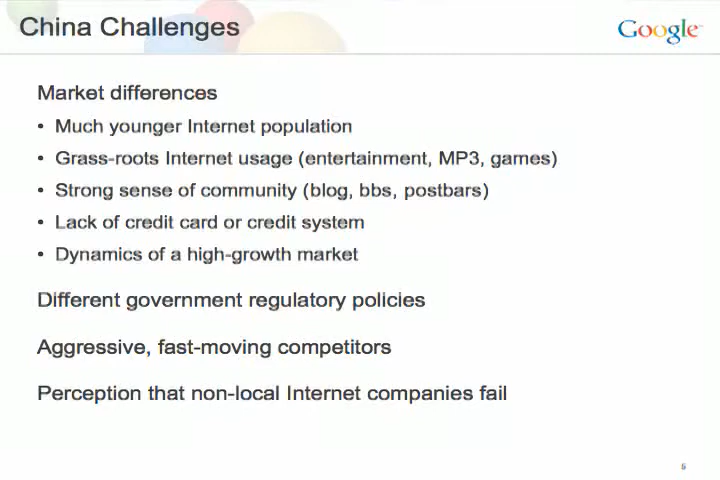 China Challenges
Google
Market differences
• Much younger Internet population
• Grass-roots Internet usage (entertainment, MP3, games)
• Strong sense of community (blog, bbs, postbars)
• Lack of credit card or credit system
• Dynamics of a high-growth market
Different government regulatory policies
Aggressive, fast-moving competitors
Perception that non-local Internet companies fail